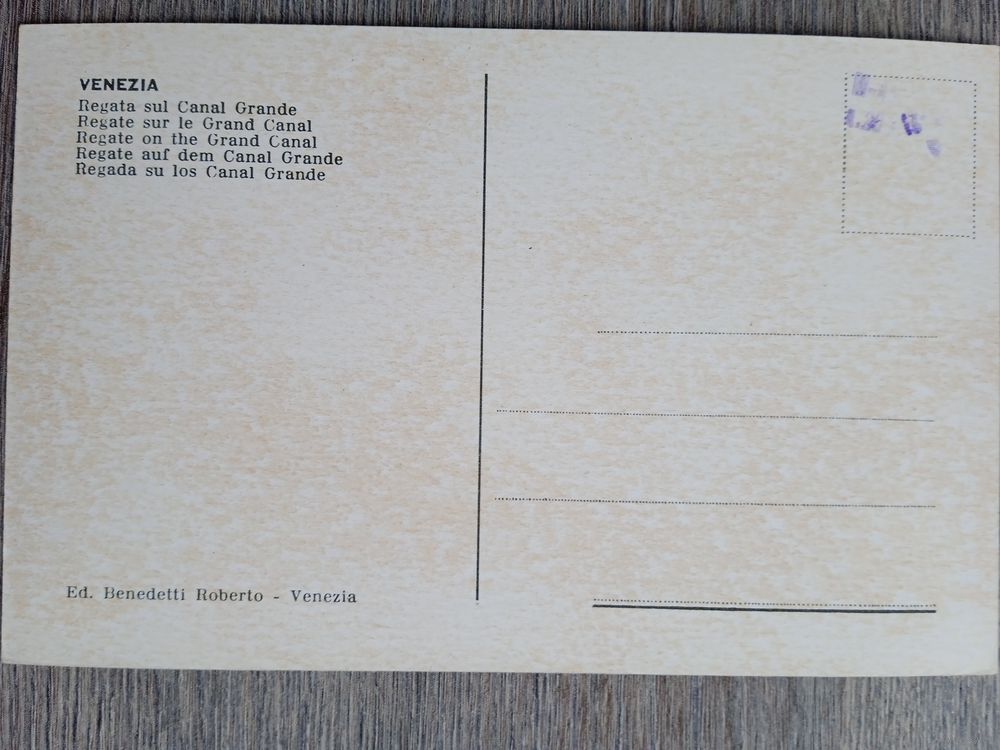 VENEZIA
Regata sul Canal Grande
Regate sur le Grand Canal
Regate on the Grand Canal
Regate auf dem Canal Grande
Regada su los Canal Grande
Ed. Benedetti Roberto - Venezia